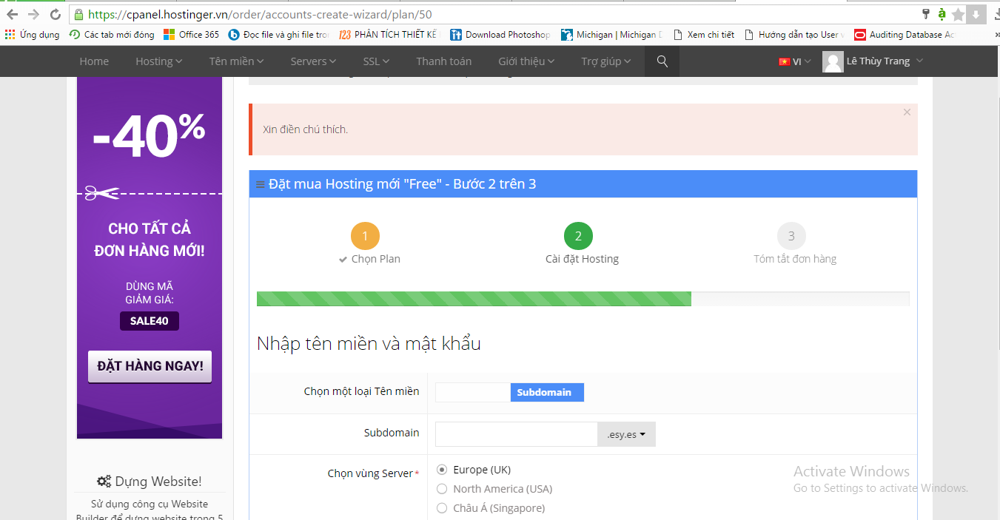 https://cpanel.hostinger.vn/order/accounts-create-wizard/plan/50
Ứng dụng
Các tab mới đóng
Office 365
Đọc file và ghi file
123 PHÂN TÍCH THIẾT KẾ
Download Photoshop
Michigan | Michigan
Xem chi tiết
Hướng dẫn tạo User
Auditing Database
Home
Hosting
Tên miền
Servers
SSL
Thanh toán
Giới thiệu
Trợ giúp
VI
Lê Thùy Trang
-40%
CHO TẤT CẢ
ĐƠN HÀNG MỚI!
DÙNG MÃ
GIẢM GIÁ:
SALE40
ĐẶT HÀNG NGAY!
Dựng Website!
Sử dụng công cụ Website
Builder để dựng website trong 5
Xin điền chú thích.
×
Đặt mua Hosting mới "Free" - Bước 2 trên 3
1
2
3
Chọn Plan
Cài đặt Hosting
Tóm tắt đơn hàng
Nhập tên miền và mật khẩu
Chọn một loại Tên miền
Subdomain
Subdomain
.esy.es
Chọn vùng Server*
Europe (UK)
North America (USA)
Châu Á (Singapore)
Activate Windows
Go to Settings to activate Windows.